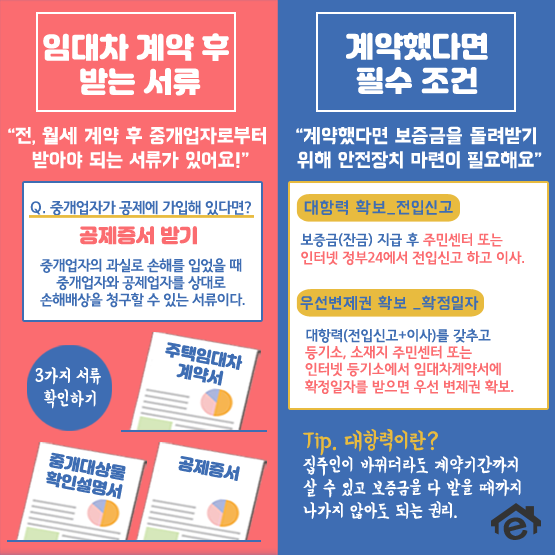 임대차 계약 후
받는 서류
“전, 월세 계약 후 중개업자로부터
받아야 되는 서류가 있어요!”
Q. 중개업자가 공제에 가입해 있다면?
공제증서 받기
중개업자의 과실로 손해를 입었을 때
중개업자와 공제업자를 상대로
손해배상을 청구할 수 있는 서류이다.
3가지 서류
확인하기
주택임대차
계약서
중개대상물
확인설명서
공제증서
계약했다면
필수 조건
“계약했다면 보증금을 돌려받기
위해 안전장치 마련이 필요해요”
대항력 확보_전입신고
보증금(잔금) 지급 후 주민센터 또는
인터넷 정부24에서 전입신고 하고 이사.
우선변제권 확보 _확정일자
대항력(전입신고+이사)를 갖추고
등기소, 소재지 주민센터 또는
인터넷 등기소에서 임대차계약서에
확정일자를 받으면 우선 변제권 확보.
Tip. 대항력이란?
집주인이 바뀌더라도 계약기간까지
살 수 있고 보증금을 다 받을 때까지
나가지 않아도 되는 권리.
e